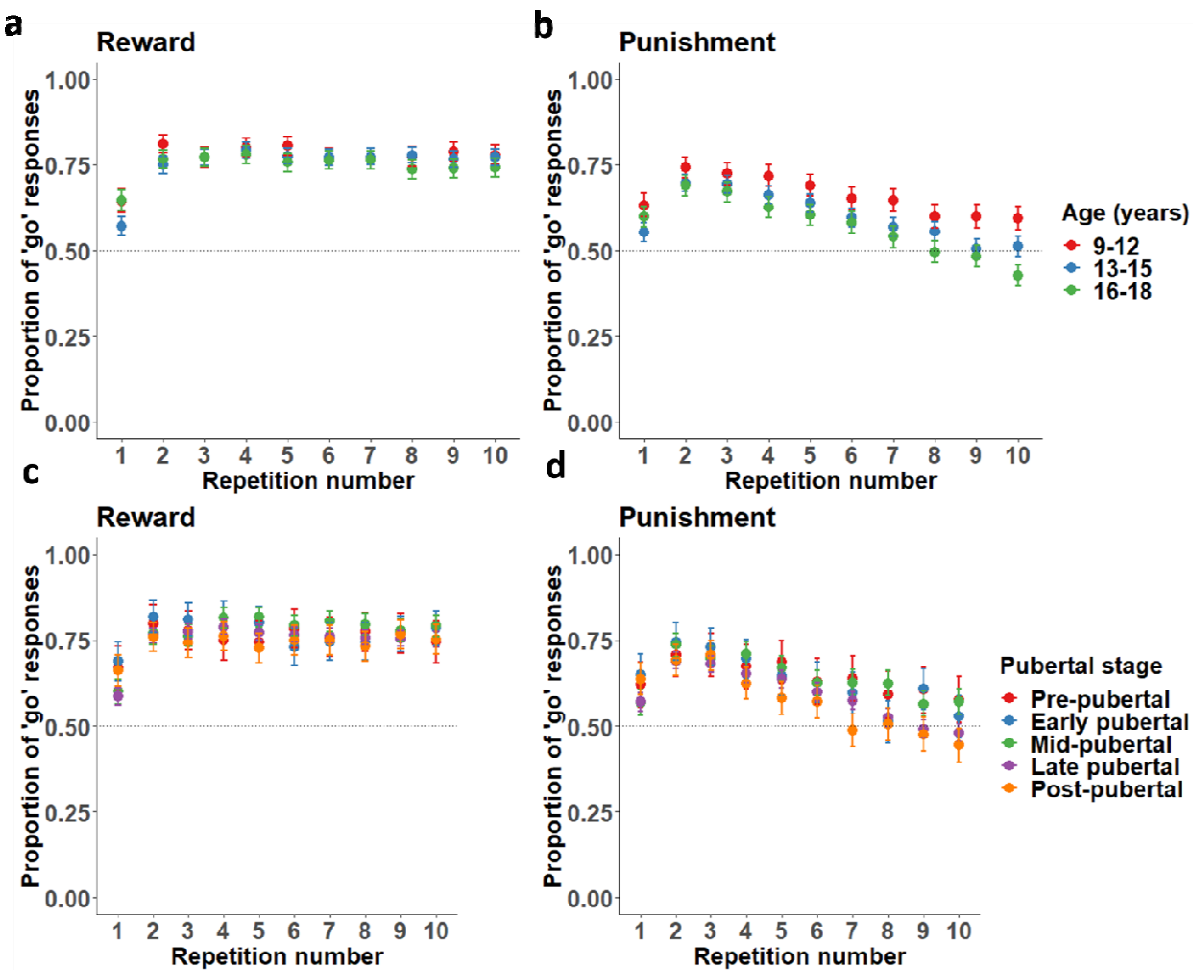 a
Reward
Proportion of 'go' responses
1.00
0.75
0.50
0.25
0.00
1 2 3 4 5 6 7 8 9 10
Repetition number
b
Punishment
Proportion of 'go' responses
1.00
0.75
0.50
0.25
0.00
1 2 3 4 5 6 7 8 9 10
Repetition number
Age (years)
9-12
13-15
16-18
c
Reward
Proportion of 'go' responses
1.00
0.75
0.50
0.25
0.00
1 2 3 4 5 6 7 8 9 10
Repetition number
d
Punishment
Proportion of 'go' responses
1.00
0.75
0.50
0.25
0.00
1 2 3 4 5 6 7 8 9 10
Repetition number
Pubertal stage
Pre-pubertal
Early pubertal
Mid-pubertal
Late pubertal
Post-pubertal